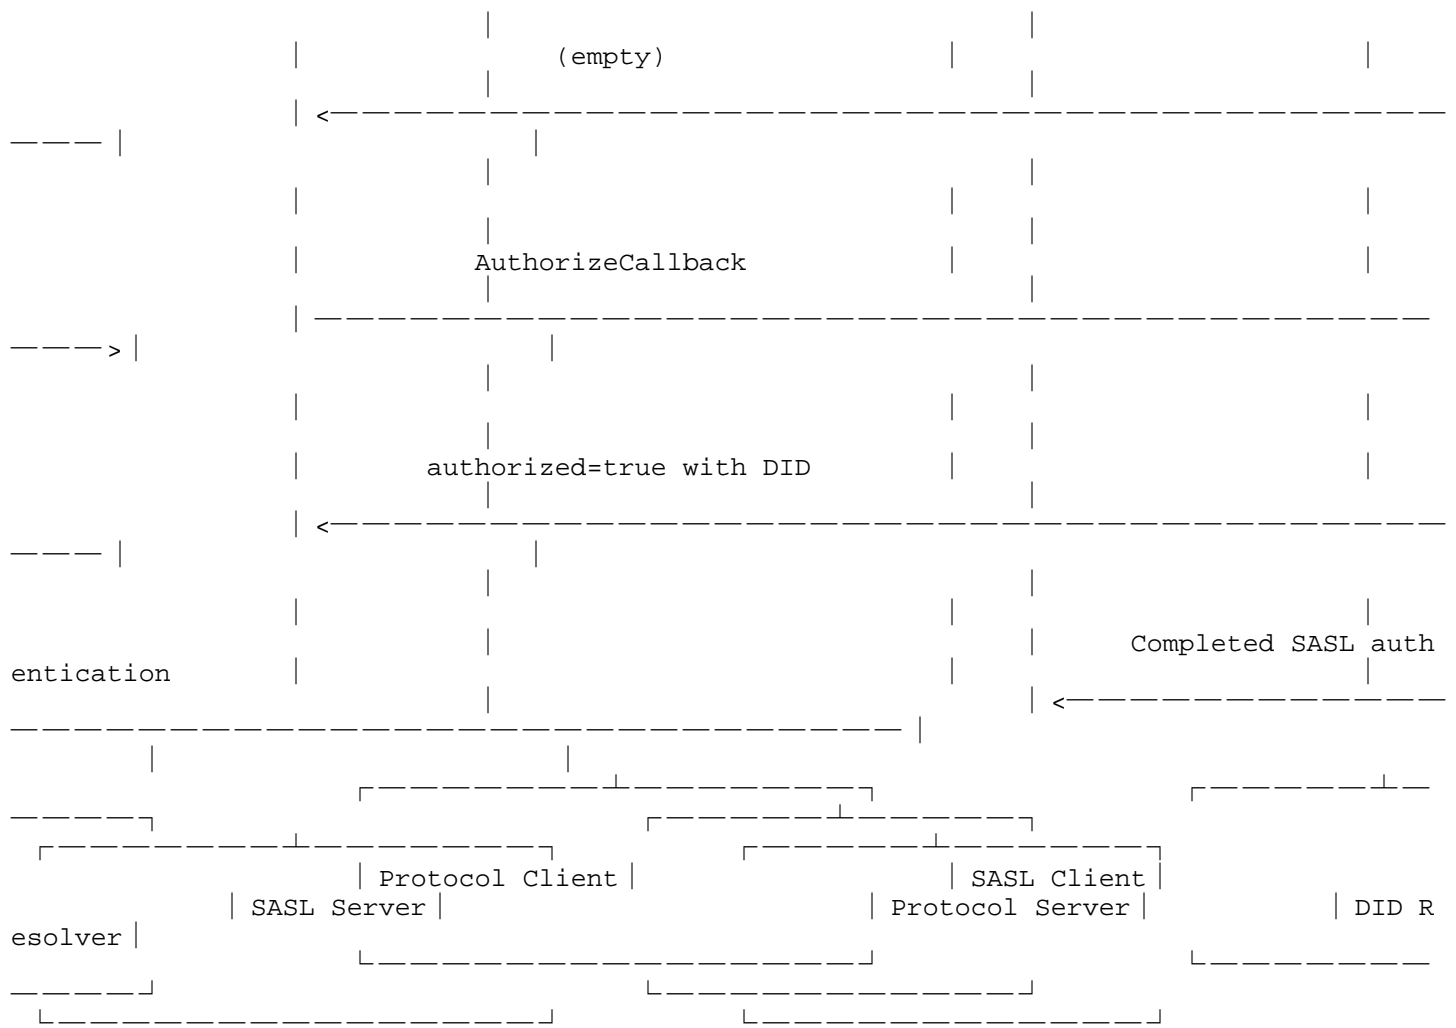 (empty)
<
AuthorizeCallback
>
authorized=true with DID
<
Completed SASL auth
entication
<
Protocol Client SASL Client
SASL Server Protocol Server DID R
esolver